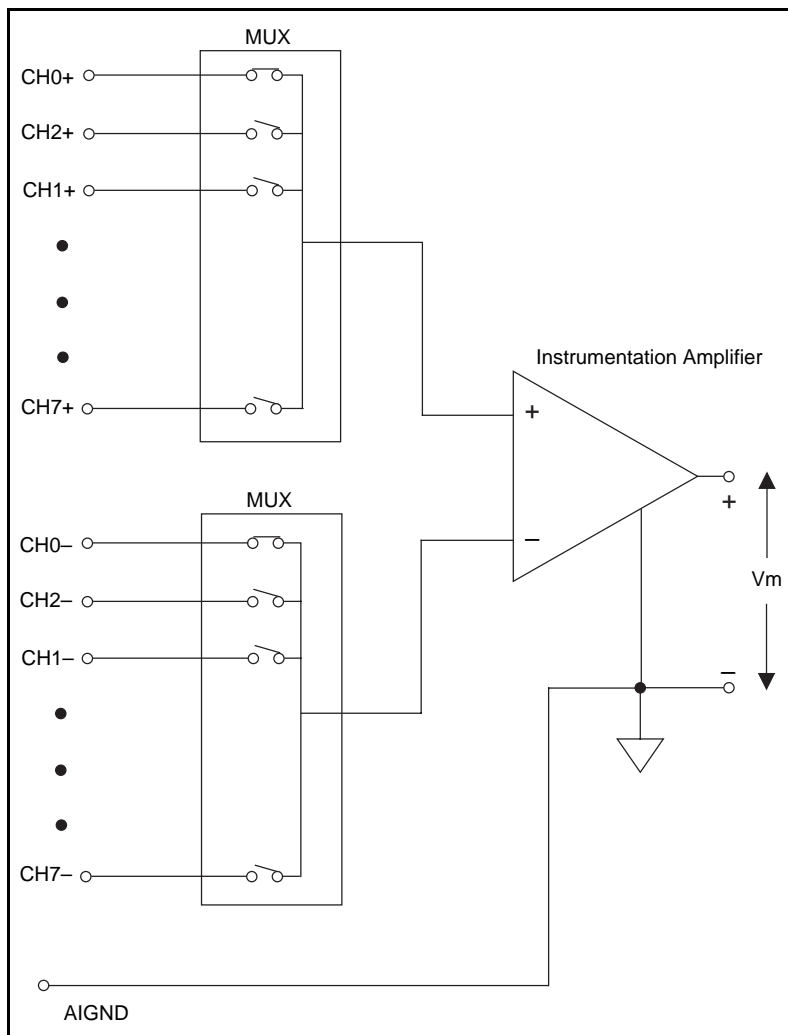 MUX
CH0+
CH2+
CH1+
CH7+
Instrumentation Amplifier
+
–
+
Vm
–
MUX
CH0–
CH2–
CH1–
CH7–
AIGND